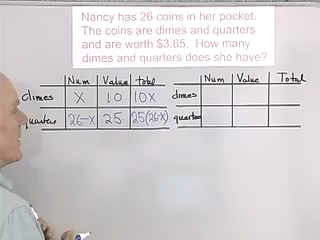 Nancy has 26 coins in her pocket.
The coins are dimes and quarters
and are worth $3.65. How many
dimes and quarters does she have?
Num Value total
dimes X 10 10X
quarters 26-X 25 25(26-X)
Num Value Total
dimes
quarters